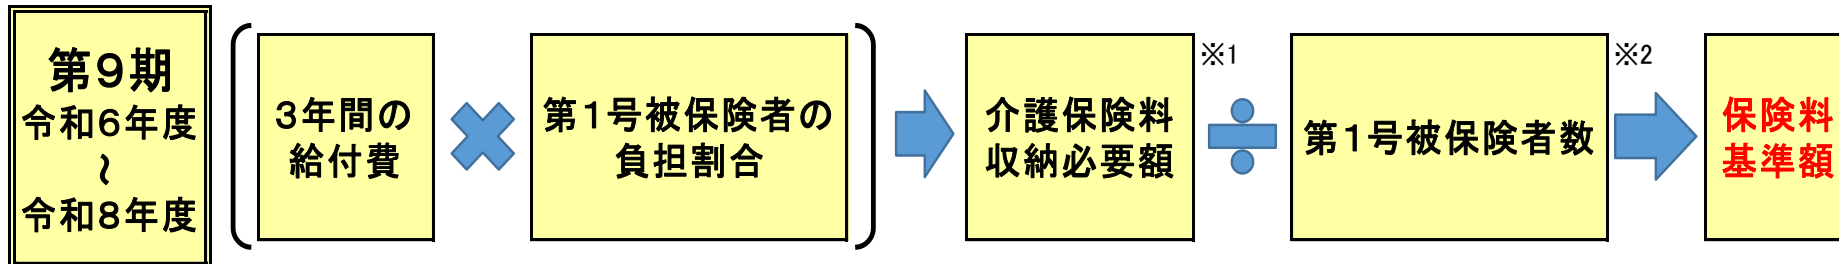 第９期
令和６年度
～
令和８年度
３年間の
給付費
第１号被保険者の
負担割合
介護保険料
収納必要額
※1
第１号被保険者数
※2
保険料
基準額